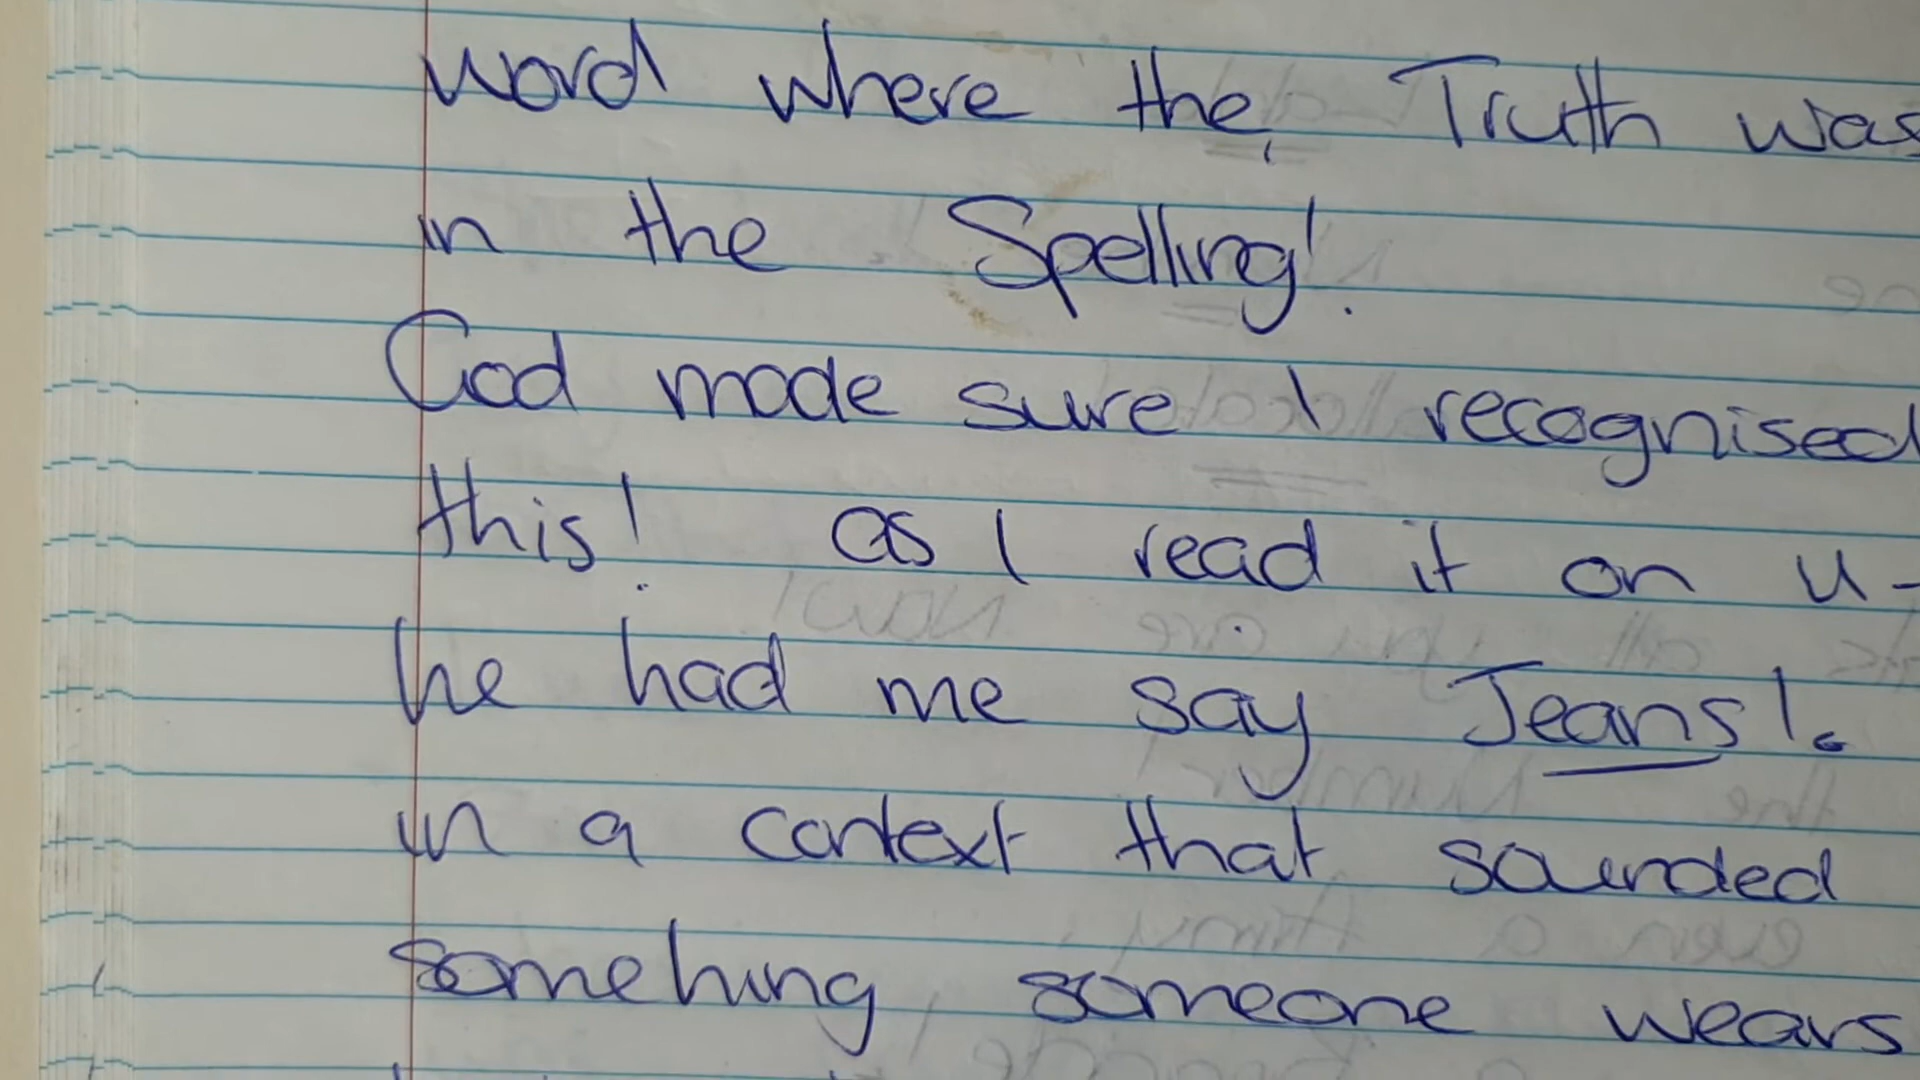 word where the, Truth was
in the Spelling!
God made sure I recognised
this! as I read it on u-
he had me say Jeans!.
in a context that sounded
somehing someone wears